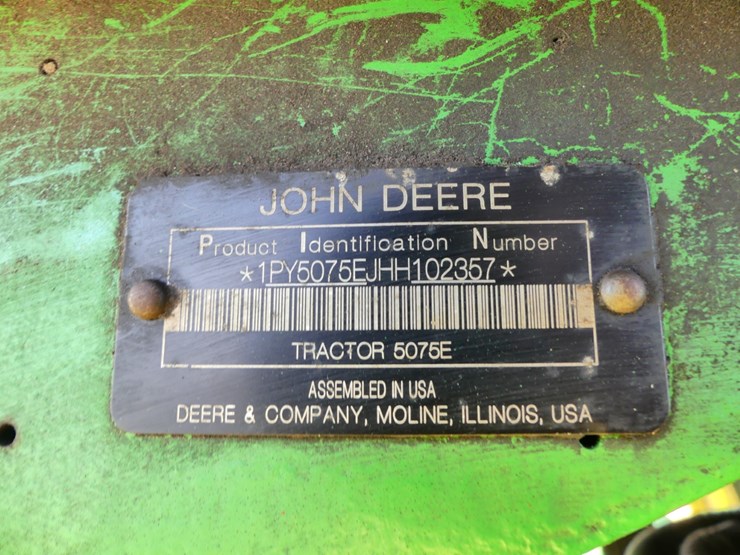 JOHN DEERE
Product Identification Number
*1PY5075EJHH102357*
TRACTOR 5075E
ASSEMBLED IN USA
DEERE & COMPANY, MOLINE, ILLINOIS, USA